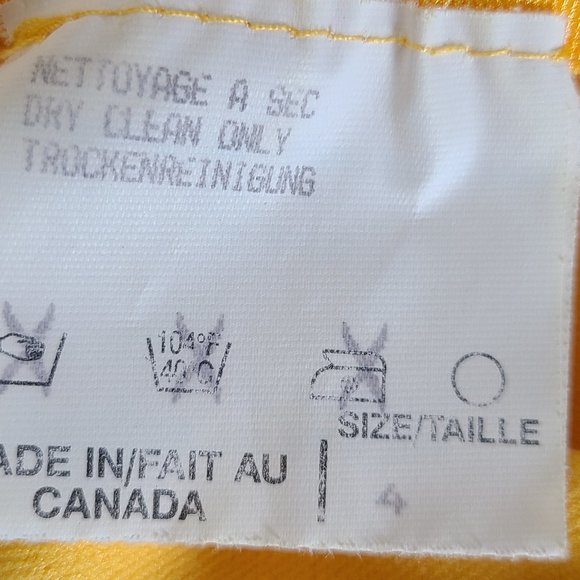 NETTOYAGE A SEC
DRY CLEAN ONLY
TROCKENREINIGUNG
104°F
40 C
SIZE/TAILLE
ADE IN/FAIT AU
CANADA
4